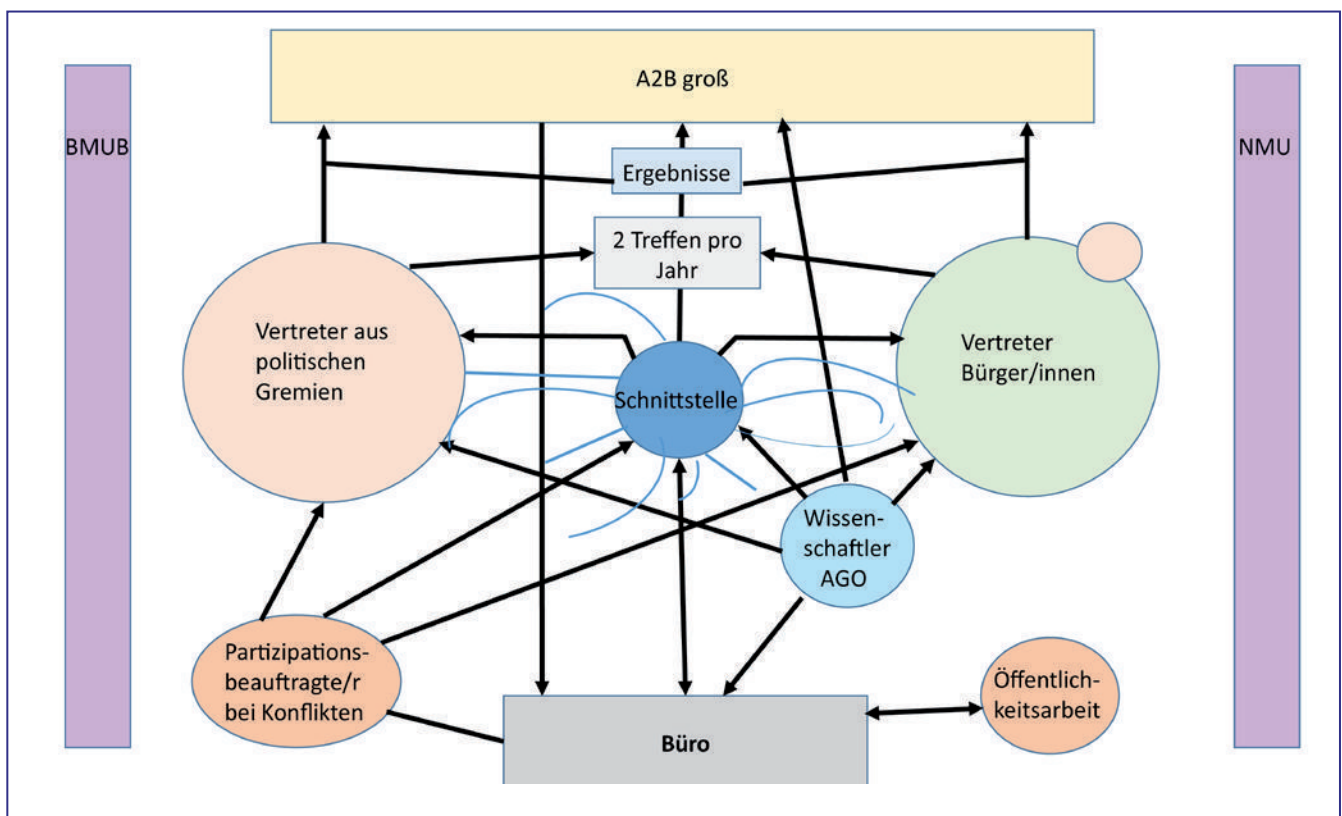 A2B groß
BMUB
NMU
Ergebnisse
2 Treffen pro
Jahr
Vertreter aus
politischen
Gremien
Schnittstelle
Vertreter
Bürger/innen
Wissen-
schaftler
AGO
Partizipations-
beauftragte/r
bei Konflikten
Büro
Öffentlich-
keitsarbeit